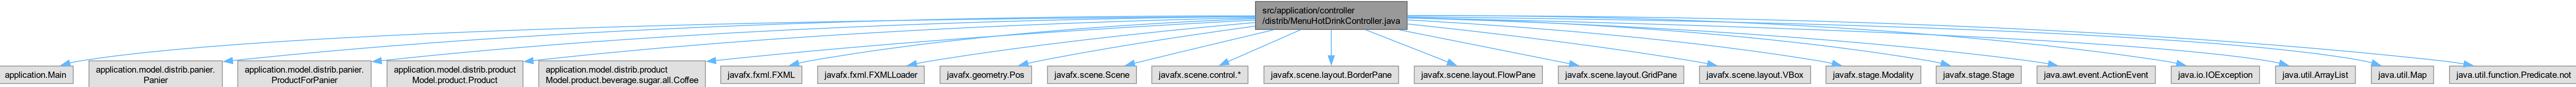 src/application/controller
/distrib/MenuHotDrinkController.java
application.Main
application.model.distrib.panier.
Panier
application.model.distrib.panier.
ProductForPanier
application.model.distrib.product
Model.product.Product
application.model.distrib.product
Model.product.beverage.sugar.all.Coffee
javafx.fxml.FXML
javafx.fxml.FXMLLoader
javafx.geometry.Pos
javafx.scene.Scene
javafx.scene.control.*
javafx.scene.layout.BorderPane
javafx.scene.layout.FlowPane
javafx.scene.layout.GridPane
javafx.scene.layout.VBox
javafx.stage.Modality
javafx.stage.Stage
java.awt.event.ActionEvent
java.io.IOException
java.util.ArrayList
java.util.Map
java.util.function.Predicate.not